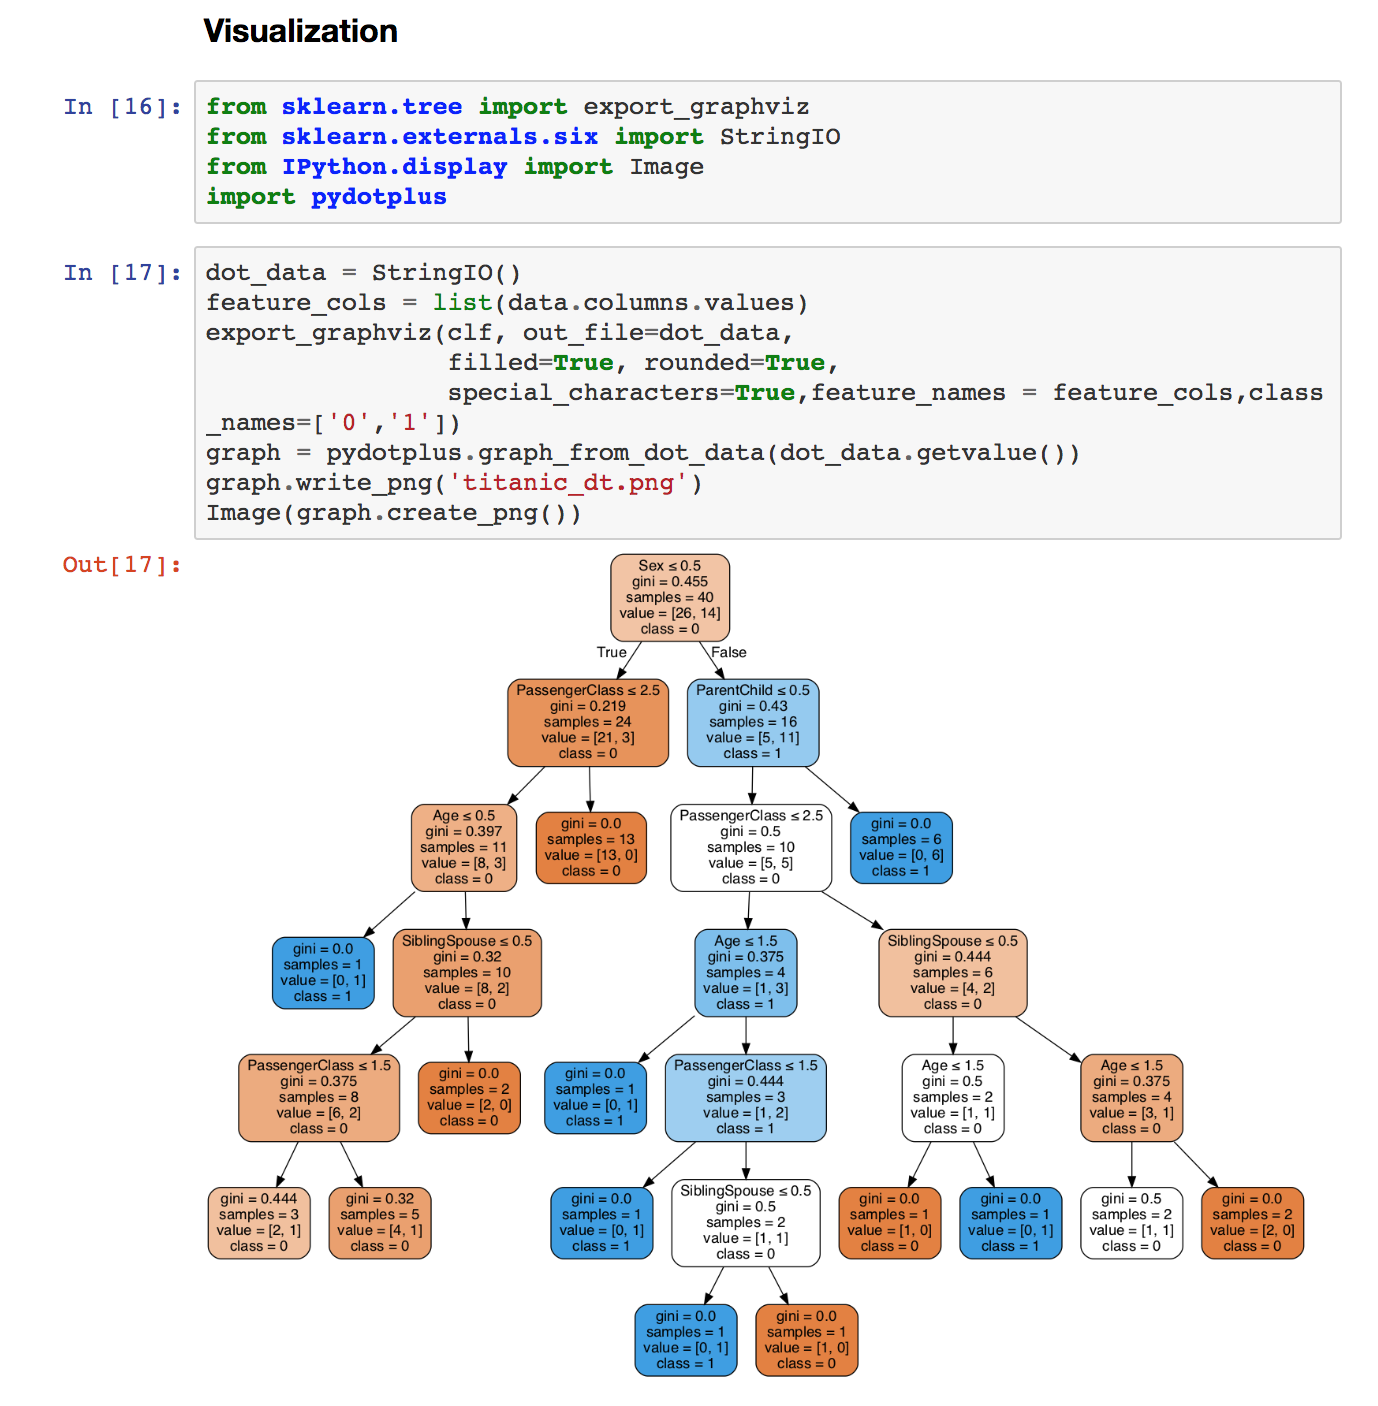 Visualization
In [16]:
from sklearn.tree import export_graphviz
from sklearn.externals.six import StringIO
from IPython.display import Image
import pydotplus
In [17]:
dot_data = StringIO()
feature_cols = list(data.columns.values)
export_graphviz(clf, out_file=dot_data,
filled=True, rounded=True,
special_characters=True,feature_names = feature_cols,class
_names=['0','1'])
graph = pydotplus.graph_from_dot_data(dot_data.getvalue())
graph.write_png('titanic_dt.png')
Image(graph.create_png())
Out[17]:
Sex ≤ 0.5
gini = 0.455
samples = 40
value = [26, 14]
class = 0
True
False
PassengerClass ≤ 2.5
gini = 0.219
samples = 24
value = [21, 3]
class = 0
ParentChild ≤ 0.5
gini = 0.43
samples = 16
value = [5, 11]
class = 1
Age ≤ 0.5
gini = 0.397
samples = 11
value = [8, 3]
class = 0
gini = 0.0
samples = 13
value = [13, 0]
class = 0
PassengerClass ≤ 2.5
gini = 0.5
samples = 10
value = [5, 5]
class = 0
gini = 0.0
samples = 6
value = [0, 6]
class = 1
gini = 0.0
samples = 1
value = [0, 1]
class = 1
SiblingSpouse ≤ 0.5
gini = 0.32
samples = 10
value = [8, 2]
class = 0
Age ≤ 1.5
gini = 0.375
samples = 4
value = [1, 3]
class = 1
SiblingSpouse ≤ 0.5
gini = 0.444
samples = 6
value = [4, 2]
class = 0
PassengerClass ≤ 1.5
gini = 0.375
samples = 8
value = [6, 2]
class = 0
gini = 0.0
samples = 2
value = [2, 0]
class = 0
gini = 0.0
samples = 1
value = [0, 1]
class = 1
PassengerClass ≤ 1.5
gini = 0.444
samples = 3
value = [1, 2]
class = 1
Age ≤ 1.5
gini = 0.5
samples = 2
value = [1, 1]
class = 0
Age ≤ 1.5
gini = 0.375
samples = 4
value = [3, 1]
class = 0
gini = 0.444
samples = 3
value = [2, 1]
class = 0
gini = 0.32
samples = 5
value = [4, 1]
class = 0
gini = 0.0
samples = 1
value = [0, 1]
class = 1
SiblingSpouse ≤ 0.5
gini = 0.5
samples = 2
value = [1, 1]
class = 0
gini = 0.0
samples = 1
value = [1, 0]
class = 0
gini = 0.0
samples = 1
value = [0, 1]
class = 1
gini = 0.5
samples = 2
value = [1, 1]
class = 0
gini = 0.0
samples = 2
value = [2, 0]
class = 0
gini = 0.0
samples = 1
value = [0, 1]
class = 1
gini = 0.0
samples = 1
value = [1, 0]
class = 0